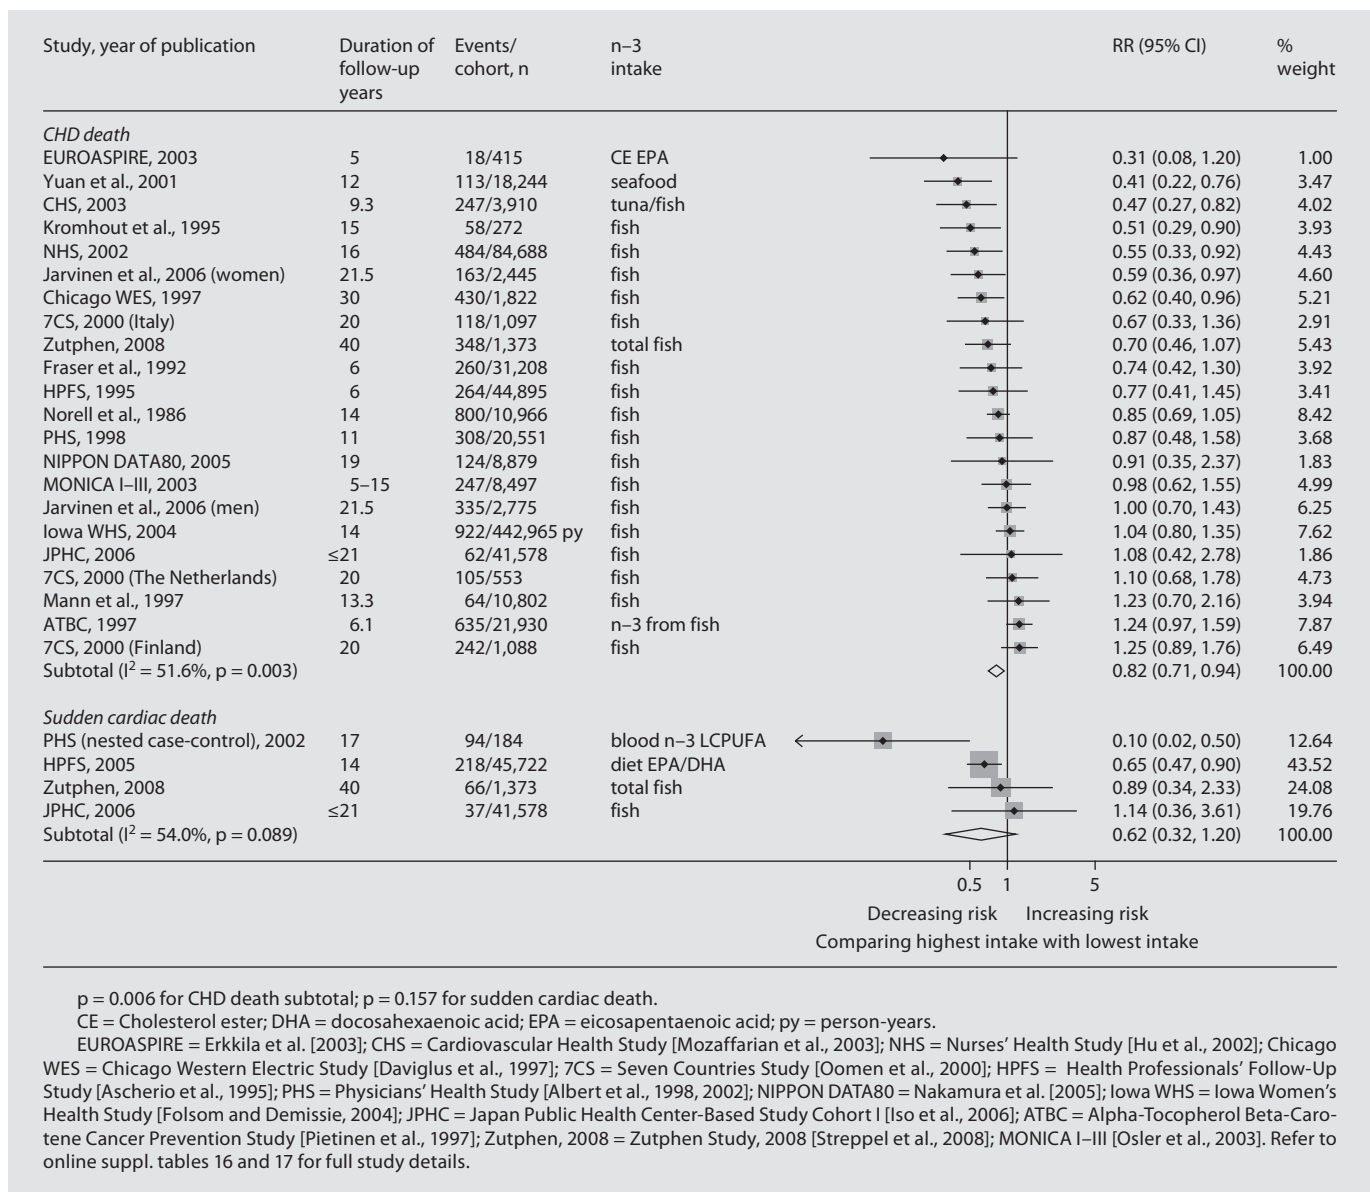 Study, year of publication Duration of follow-up years Events/ cohort, n n–3 intake RR (95% CI) % weight
CHD death
EUROASPIRE, 2003 5 18/415 CE EPA 0.31 (0.08, 1.20) 1.00
Yuan et al., 2001 12 113/18,244 seafood 0.41 (0.22, 0.76) 3.47
CHS, 2003 9.3 247/3,910 tuna/fish 0.47 (0.27, 0.82) 4.02
Kromhout et al., 1995 15 58/272 fish 0.51 (0.29, 0.90) 3.93
NHS, 2002 16 484/84,688 fish 0.55 (0.33, 0.92) 4.43
Jarvinen et al., 2006 (women) 21.5 163/2,445 fish 0.59 (0.36, 0.97) 4.60
Chicago WES, 1997 30 430/1,822 fish 0.62 (0.40, 0.96) 5.21
7CS, 2000 (Italy) 20 118/1,097 fish 0.67 (0.33, 1.36) 2.91
Zutphen, 2008 40 348/1,373 total fish 0.70 (0.46, 1.07) 5.43
Fraser et al., 1992 6 260/31,208 fish 0.74 (0.42, 1.30) 3.92
HPFS, 1995 6 264/44,895 fish 0.77 (0.41, 1.45) 3.41
Norell et al., 1986 14 800/10,966 fish 0.85 (0.69, 1.05) 8.42
PHS, 1998 11 308/20,551 fish 0.87 (0.48, 1.58) 3.68
NIPPON DATA80, 2005 19 124/8,879 fish 0.91 (0.35, 2.37) 1.83
MONICA I–III, 2003 5–15 247/8,497 fish 0.98 (0.62, 1.55) 4.99
Jarvinen et al., 2006 (men) 21.5 335/2,775 fish 1.00 (0.70, 1.43) 6.25
Iowa WHS, 2004 14 922/442,965 py fish 1.04 (0.80, 1.35) 7.62
JPHC, 2006 ≤21 62/41,578 fish 1.08 (0.42, 2.78) 1.86
7CS, 2000 (The Netherlands) 20 105/553 fish 1.10 (0.68, 1.78) 4.73
Mann et al., 1997 13.3 64/10,802 fish 1.23 (0.70, 2.16) 3.94
ATBC, 1997 6.1 635/21,930 n–3 from fish 1.24 (0.97, 1.59) 7.87
7CS, 2000 (Finland) 20 242/1,088 fish 1.25 (0.89, 1.76) 6.49
Subtotal (I² = 51.6%, p = 0.003) 0.82 (0.71, 0.94) 100.00
Sudden cardiac death
PHS (nested case-control), 2002 17 94/184 blood n–3 LCPUFA 0.10 (0.02, 0.50) 12.64
HPFS, 2005 14 218/45,722 diet EPA/DHA 0.65 (0.47, 0.90) 43.52
Zutphen, 2008 40 66/1,373 total fish 0.89 (0.34, 2.33) 24.08
JPHC, 2006 ≤21 37/41,578 fish 1.14 (0.36, 3.61) 19.76
Subtotal (I² = 54.0%, p = 0.089) 0.62 (0.32, 1.20) 100.00
0.5 1 5
Decreasing risk Increasing risk
Comparing highest intake with lowest intake
p = 0.006 for CHD death subtotal; p = 0.157 for sudden cardiac death.
CE = Cholesterol ester; DHA = docosahexaenoic acid; EPA = eicosapentaenoic acid; py = person-years.
EUROASPIRE = Erkkila et al. [2003]; CHS = Cardiovascular Health Study [Mozaffarian et al., 2003]; NHS = Nurses' Health Study [Hu et al., 2002]; Chicago
WES = Chicago Western Electric Study [Daviglus et al., 1997]; 7CS = Seven Countries Study [Oomen et al., 2000]; HPFS = Health Professionals' Follow-Up
Study [Ascherio et al., 1995]; PHS = Physicians' Health Study [Albert et al., 1998, 2002]; NIPPON DATA80 = Nakamura et al. [2005]; Iowa WHS = Iowa Women's
Health Study [Folsom and Demissie, 2004]; JPHC = Japan Public Health Center-Based Study Cohort I [Iso et al., 2006]; ATBC = Alpha-Tocopherol Beta-Caro-
tene Cancer Prevention Study [Pietinen et al., 1997]; Zutphen, 2008 = Zutphen Study, 2008 [Streppel et al., 2008]; MONICA I–III [Osler et al., 2003]. Refer to
online suppl. tables 16 and 17 for full study details.